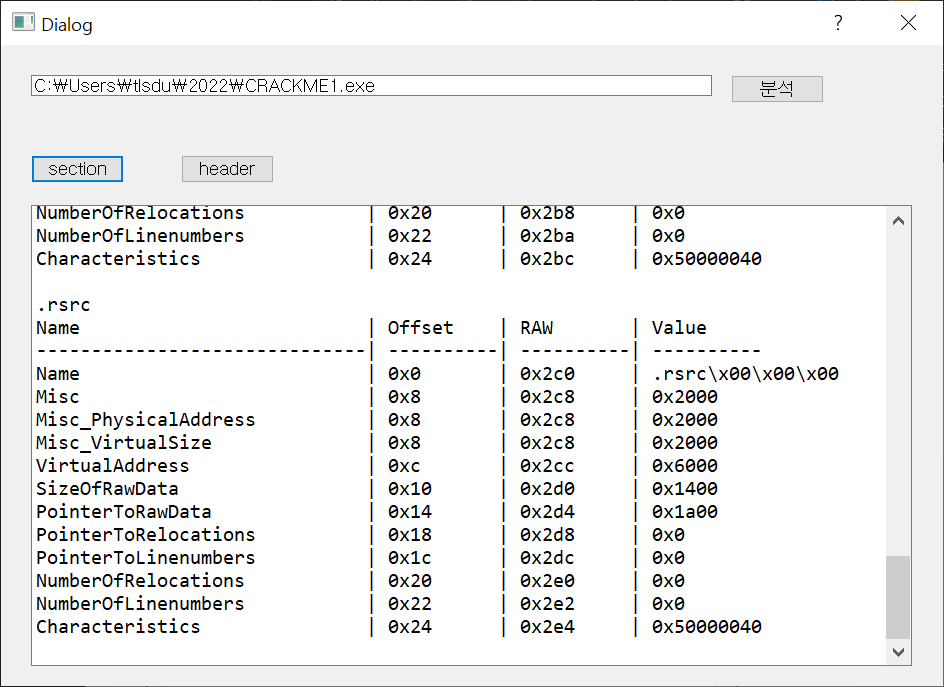 Dialog
?
C:₩Users₩tlsdu₩2022₩CRACKME1.exe
분석
section header
NumberOfRelocations | 0x20 | 0x2b8 | 0x0
NumberOfLinenumbers | 0x22 | 0x2ba | 0x0
Characteristics | 0x24 | 0x2bc | 0x50000040
.rsrc
Name | Offset | RAW | Value
------------------------------| ----------| ----------| ----------
Name | 0x0 | 0x2c0 | .rsrc\x00\x00\x00
Misc | 0x8 | 0x2c8 | 0x2000
Misc_PhysicalAddress | 0x8 | 0x2c8 | 0x2000
Misc_VirtualSize | 0x8 | 0x2c8 | 0x2000
VirtualAddress | 0xc | 0x2cc | 0x6000
SizeOfRawData | 0x10 | 0x2d0 | 0x1400
PointerToRawData | 0x14 | 0x2d4 | 0x1a00
PointerToRelocations | 0x18 | 0x2d8 | 0x0
PointerToLinenumbers | 0x1c | 0x2dc | 0x0
NumberOfRelocations | 0x20 | 0x2e0 | 0x0
NumberOfLinenumbers | 0x22 | 0x2e2 | 0x0
Characteristics | 0x24 | 0x2e4 | 0x50000040